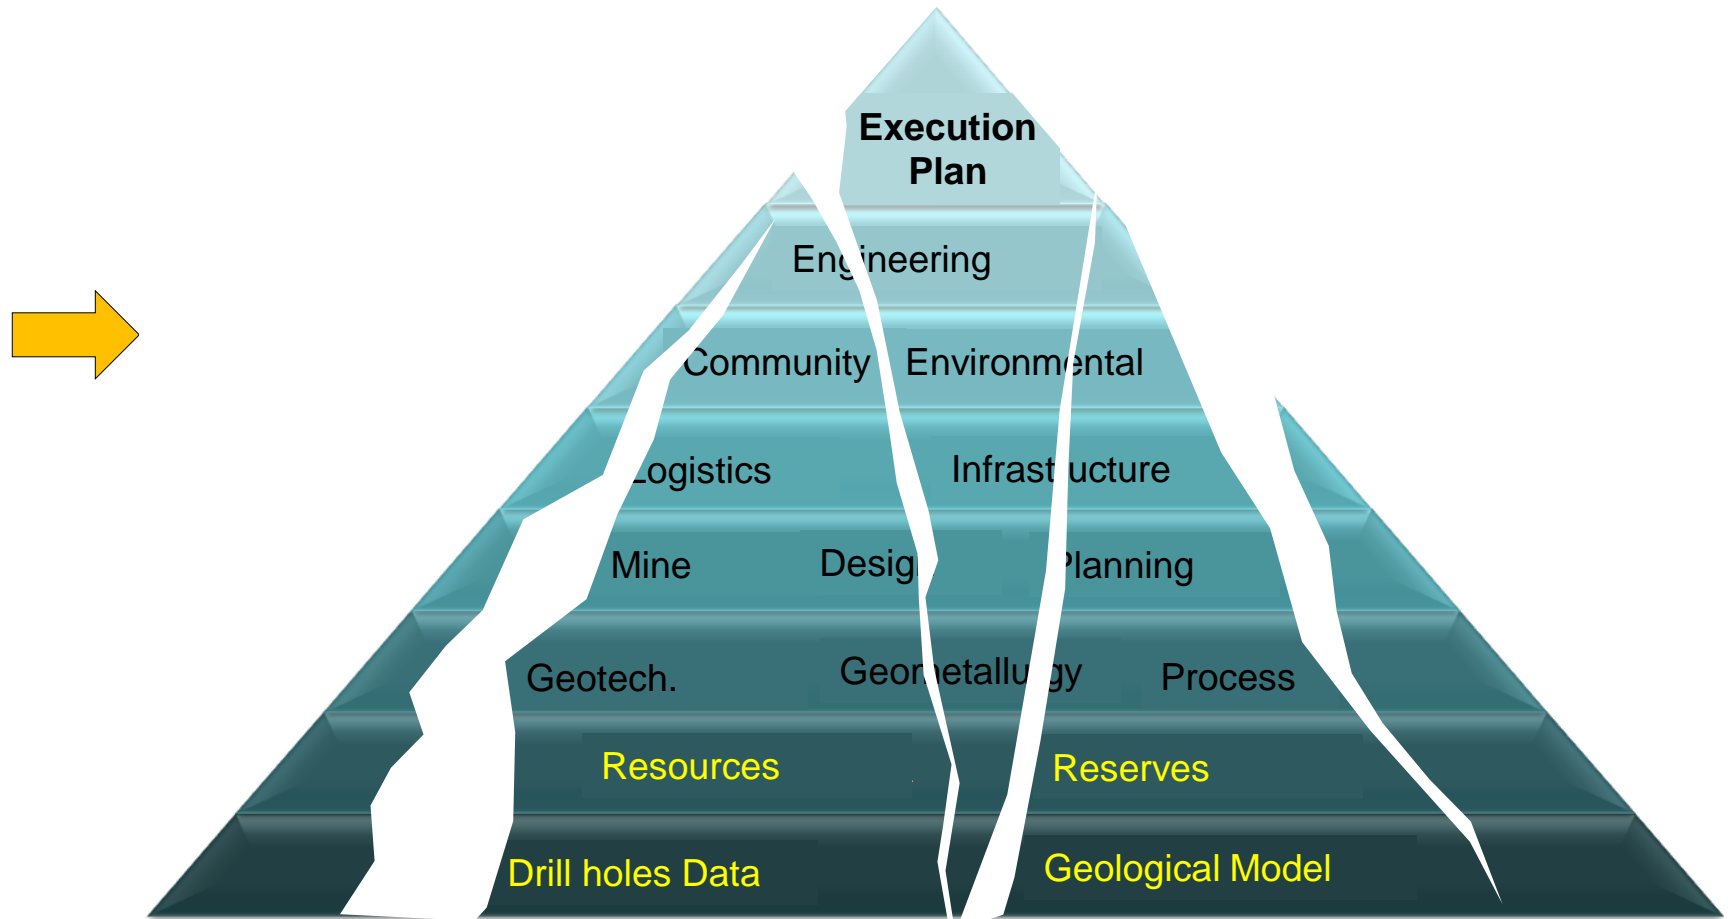 Execution
Plan
Engineering
Community Environmental
Logistics Infrastructure
Mine Design Planning
Geotech. Geometallurgy Process
Resources Reserves
Drill holes Data Geological Model